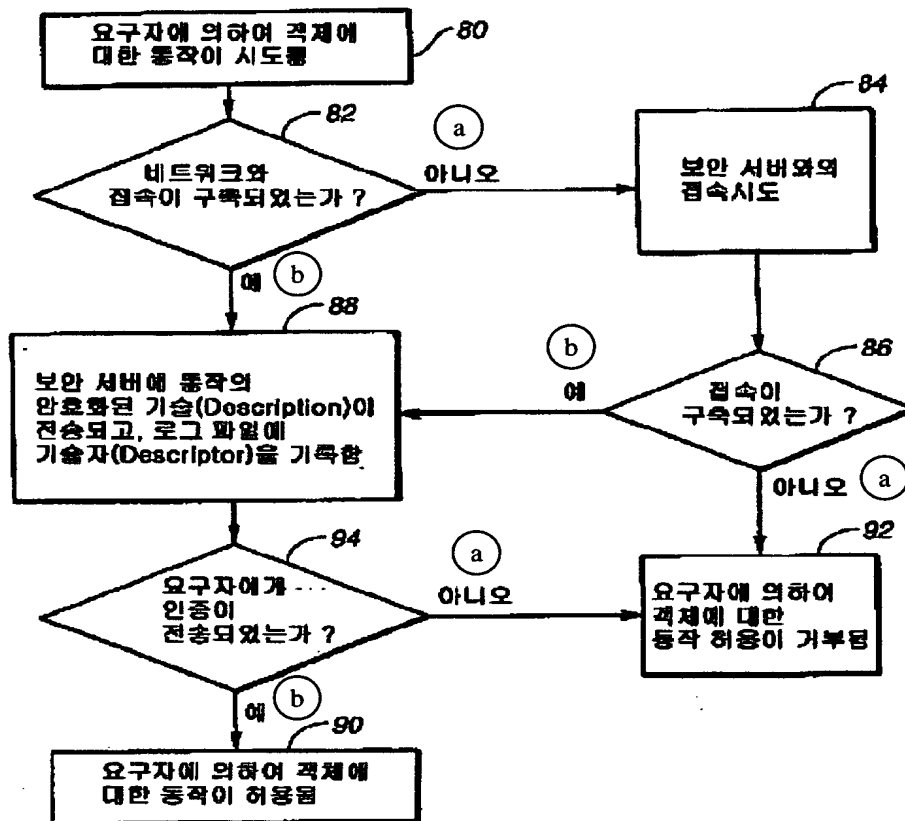 요구자에 의하여 객체에
대한 동작이 시도됨
80
82
네트워크와
접속이 구축되었는가 ?
a
아니오
84
보안 서버와의
접속시도
b
예
88
보안 서버에 동작의
암호화된 기술(Description)이
전송되고, 로그 파일에
기술자(Descriptor)을 기록함
86
접속이
구축되었는가 ?
b
예
a
아니오
94
요구자에게
인증이
전송되었는가 ?
a
아니오
92
요구자에 의하여
객체에 대한
동작 허용이 거부됨
b
예
90
요구자에 의하여 객체에
대한 동작이 허용됨